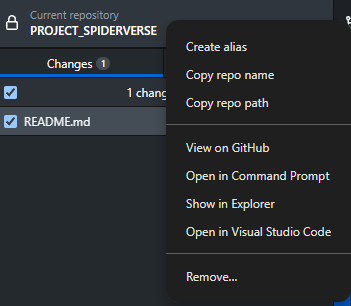 Current repository
PROJECT_SPIDERVERSE
Changes 1
1 chang
README.md
Create alias
Copy repo name
Copy repo path
View on GitHub
Open in Command Prompt
Show in Explorer
Open in Visual Studio Code
Remove...